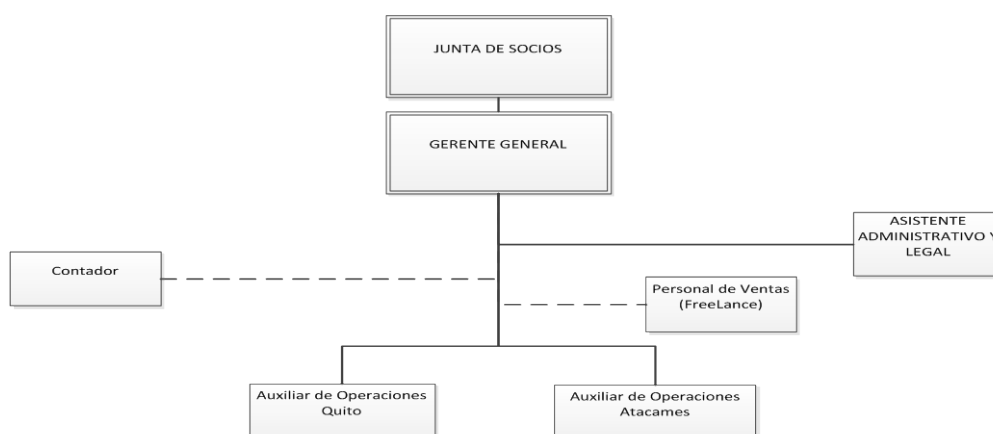 JUNTA DE SOCIOS
GERENTE GENERAL
ASISTENTE
ADMINISTRATIVO Y
LEGAL
Contador
Personal de Ventas
(FreeLance)
Auxiliar de Operaciones
Quito
Auxiliar de Operaciones
Atacames